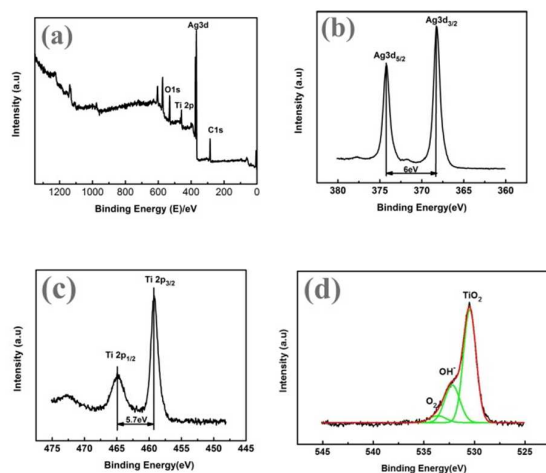 (a)
Ag3d
O1s
Ti 2p
C1s
Intensity (a.u)
1200 1000 800 600 400 200 0
Binding Energy (E)/eV
(b)
Ag3d3/2
Ag3d5/2
6eV
Intensity (a.u)
380 375 370 365 360
Binding Energy(eV)
(c)
Ti 2p3/2
Ti 2p1/2
5.7eV
Intensity (a.u)
475 470 465 460 455 450 445
Binding Energy/eV
(d)
TiO2
OH-
O2
Intensity (a.u)
545 540 535 530 525
Binding Energy(eV)